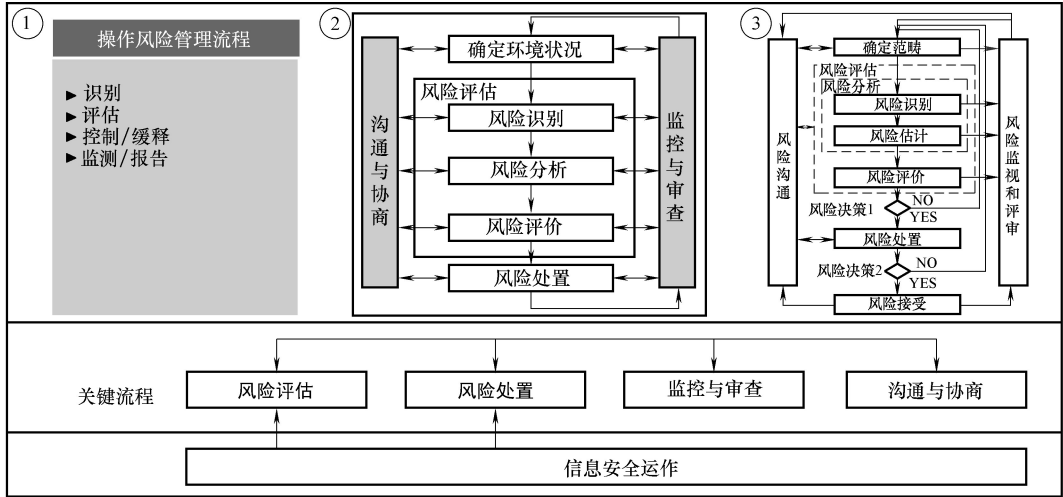 1
操作风险管理流程
► 识别
► 评估
► 控制/缓释
► 监测/报告
2
沟通与协商
确定环境状况
风险评估
风险识别
风险分析
风险评价
风险处置
监控与审查
3
风险沟通
确定范畴
风险评估
风险分析
风险识别
风险估计
风险评价
风险决策1
NO
YES
风险处置
风险决策2
NO
YES
风险接受
风险监视和评审
关键流程
风险评估
风险处置
监控与审查
沟通与协商
信息安全运作